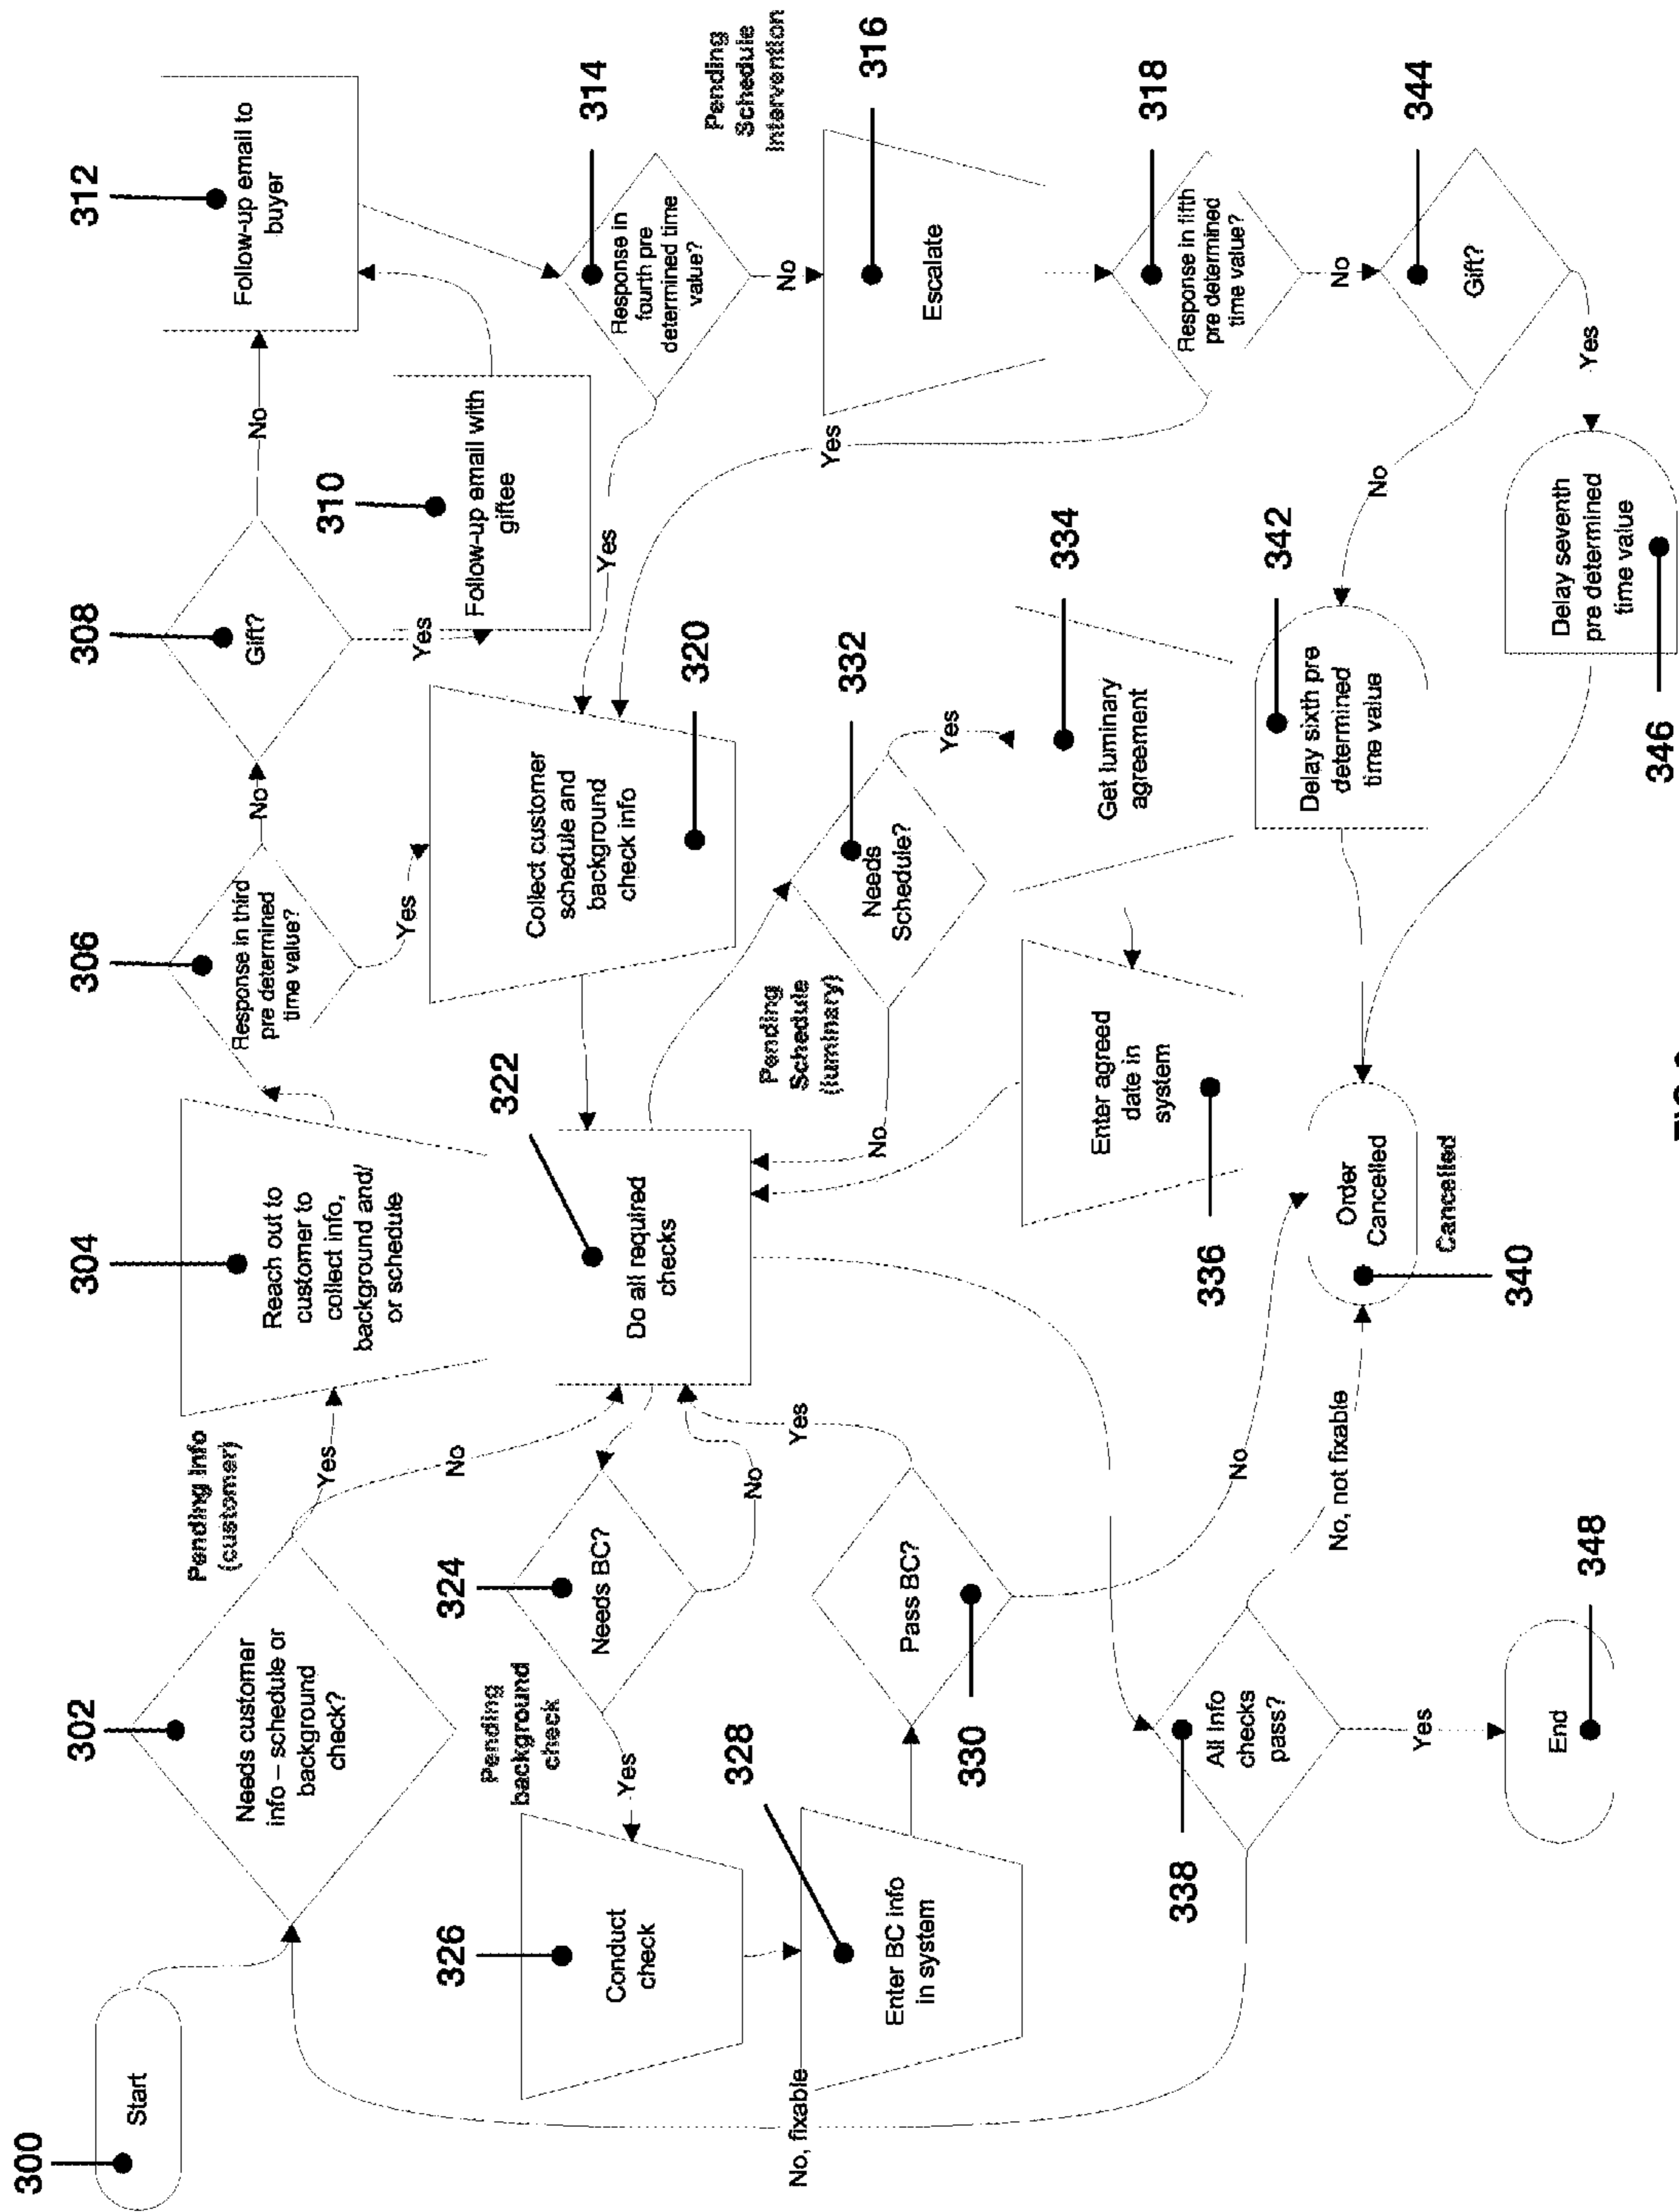 300
Start
302
Needs customer
info – schedule or
background
check?
Pending Info
(customer)
Yes
No
304
Reach out to
customer to
collect info,
background and/
or schedule
306
Response in third
pre determined
time value?
No
Yes
308
Gift?
No
Yes
310
Follow-up email with
giftee
312
Follow-up email to
buyer
314
Response in
fourth pre
determined time
value?
Yes
No
Pending
Schedule
Intervention
316
Escalate
318
Response in fifth
pre determined
time value?
Yes
No
344
Gift?
No
Yes
320
Collect customer
schedule and
background
check info
322
Do all required
checks
324
Needs BC?
No
Yes
Pending
background
check
326
Conduct
check
328
Enter BC info
in system
330
Pass BC?
Yes
No
332
Needs
Schedule?
Yes
No
Pending
Schedule
(luminary)
334
Get luminary
agreement
336
Enter agreed
date in
system
338
All Info
checks
pass?
No, fixable
No, not fixable
Yes
340
Order
Cancelled
Cancelled
342
Delay sixth pre
determined
time value
346
Delay seventh
pre determined
time value
348
End